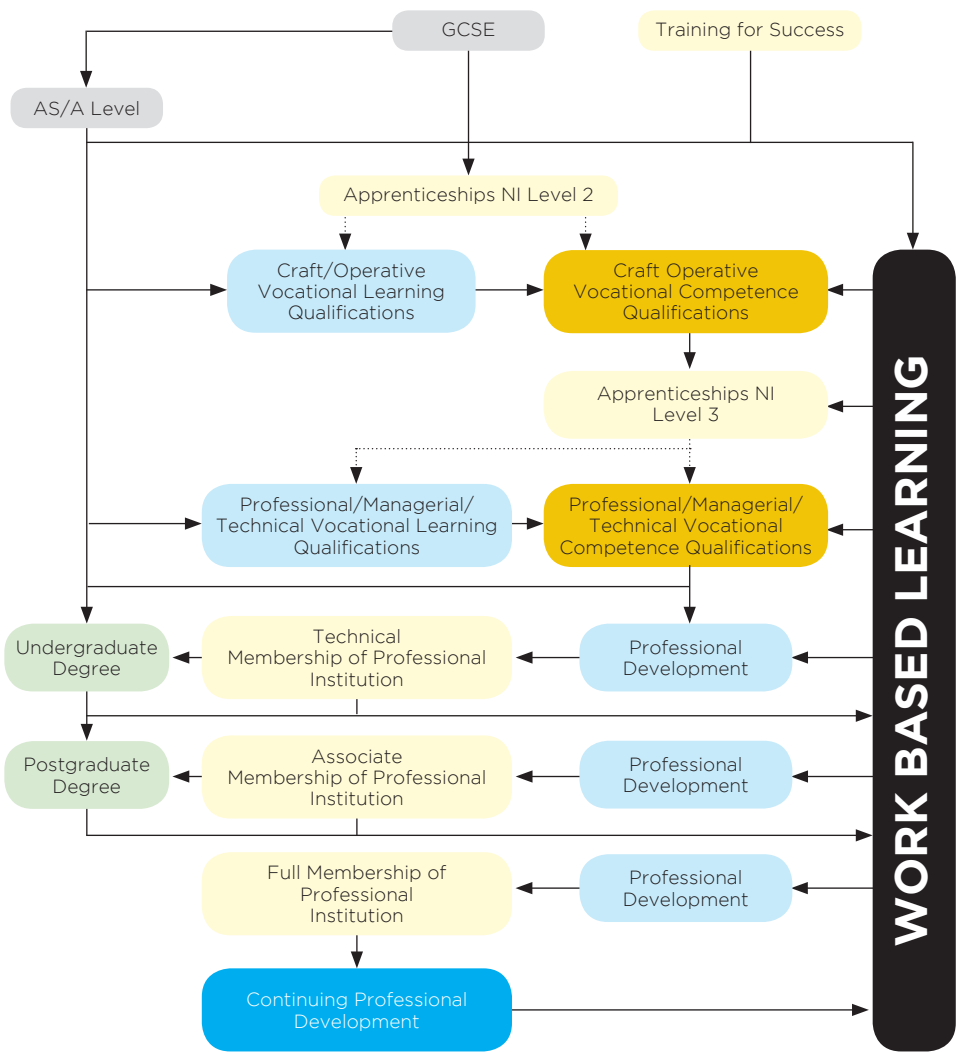 GCSE
Training for Success
AS/A Level
Apprenticeships NI Level 2
Craft/Operative
Vocational Learning
Qualifications
Craft Operative
Vocational Competence
Qualifications
Apprenticeships NI
Level 3
Professional/Managerial/
Technical Vocational Learning
Qualifications
Professional/Managerial/
Technical Vocational
Competence Qualifications
Undergraduate
Degree
Technical
Membership of Professional
Institution
Professional
Development
Postgraduate
Degree
Associate
Membership of Professional
Institution
Professional
Development
Full Membership of
Professional
Institution
Professional
Development
Continuing Professional
Development
WORK BASED LEARNING